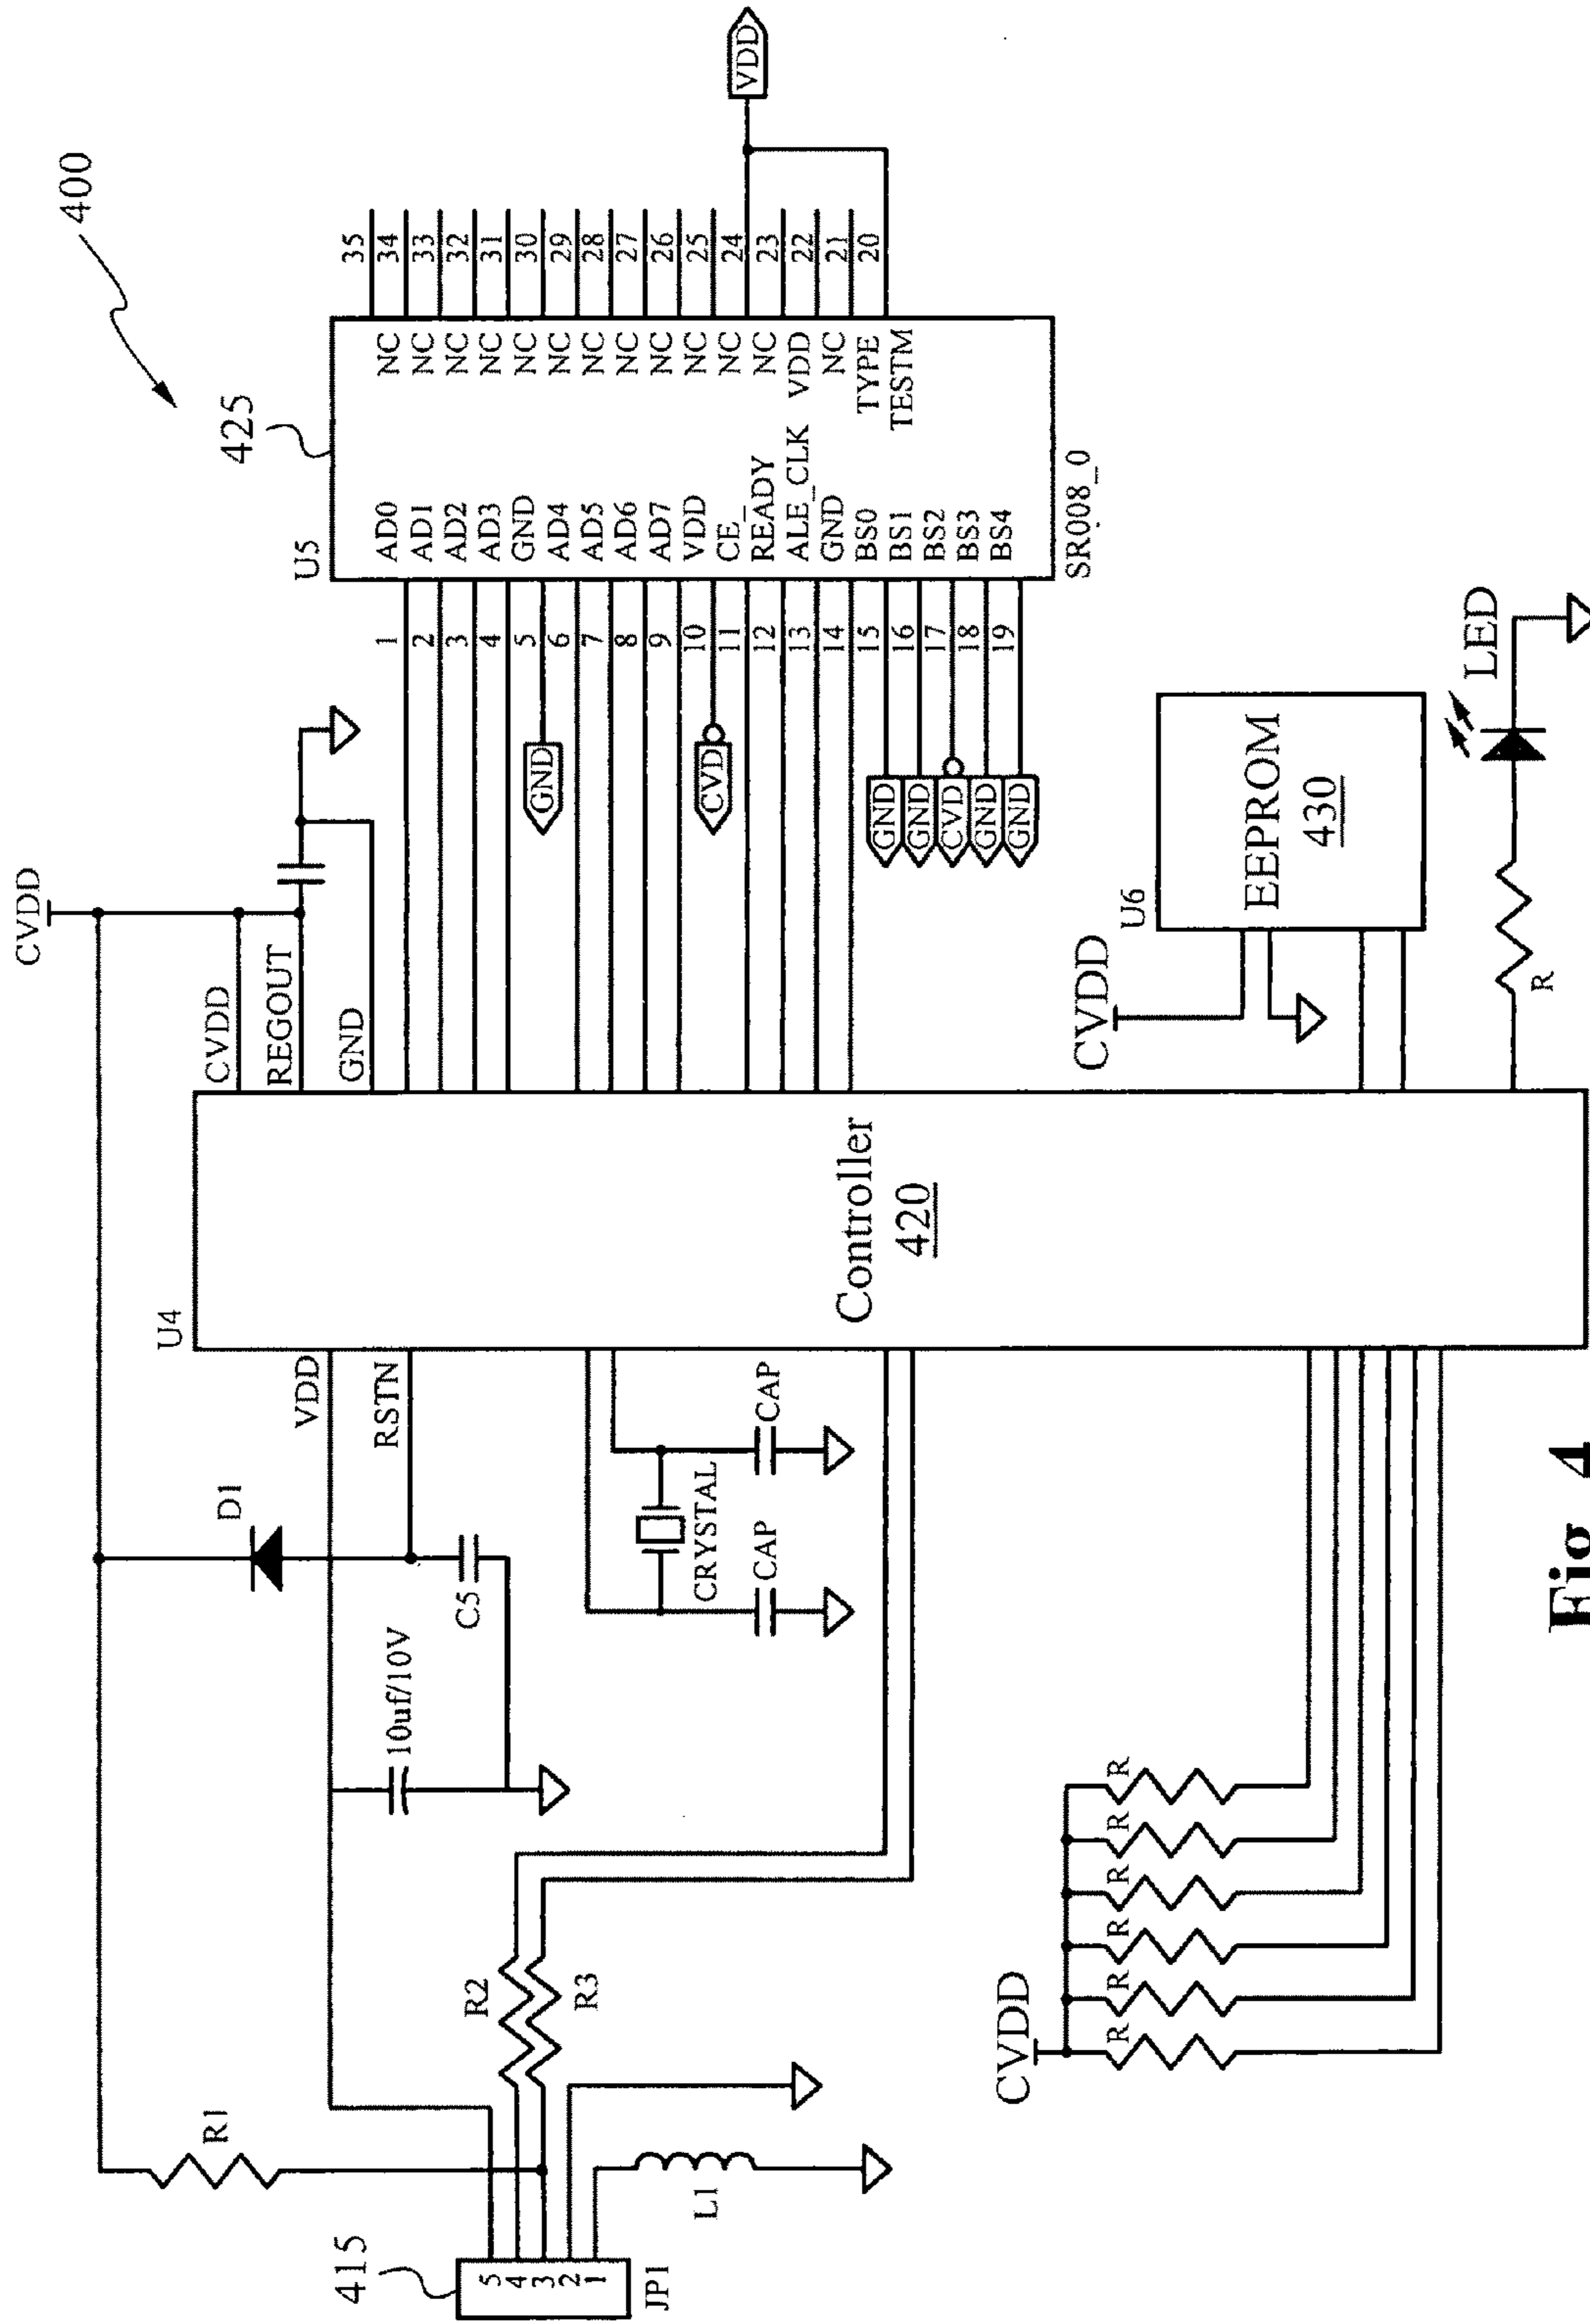 400
CVDD
CVDD
REGOUT
GND
U4
VDD
RSTN
D1
10uf/10V
C5
CRYSTAL
CAP
CAP
R1
R2
R3
415
5
4
3
2
1
JP1
L1
Controller
420
U5
425
AD0
AD1
AD2
AD3
GND
AD4
AD5
AD6
AD7
VDD
CE_
READY
ALE_CLK
GND
BS0
BS1
BS2
BS3
BS4
NC
NC
NC
NC
NC
NC
NC
NC
NC
NC
NC
NC
VDD
NC
TYPE
TESTM
SR008_0
1
2
3
4
5
6
7
8
9
10
11
12
13
14
15
16
17
18
19
35
34
33
32
31
30
29
28
27
26
25
24
23
22
21
20
VDD
GND
CVD
GND
GND
CVD
GND
GND
CVDD
U6
EEPROM
430
LED
R
CVDD
R
R
R
R
R
R
Fig. 4